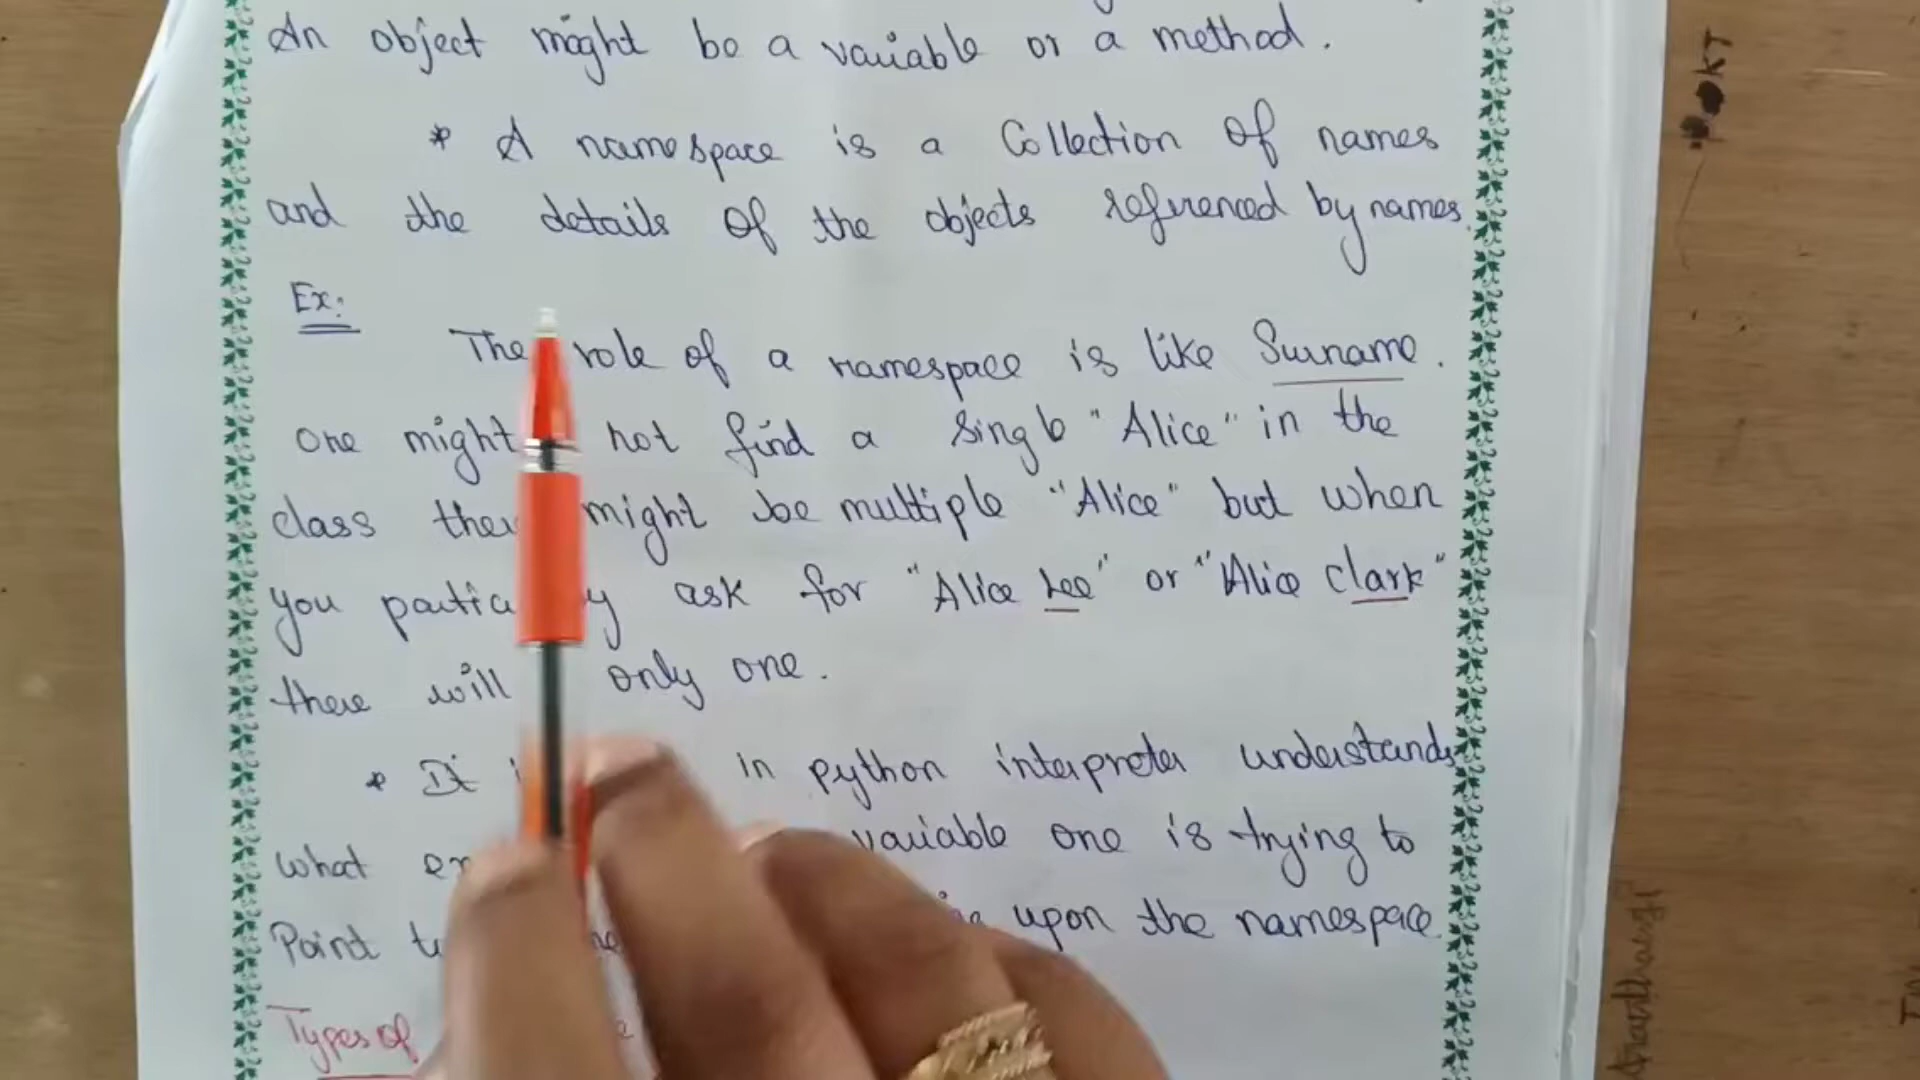 An object might be a variable or a method.
* A namespace is a Collection of names
and the details of the objects referenced by names.
Ex:
The role of a namespace is like Surname.
One might not find a single "Alice" in the
class there might be multiple "Alice" but when
you ask for "Alice Lee" or "Alice clark"
there will only one.
* It in python interpreter understands
what variable one is trying to
Point upon the namespace.
Types of
POKT